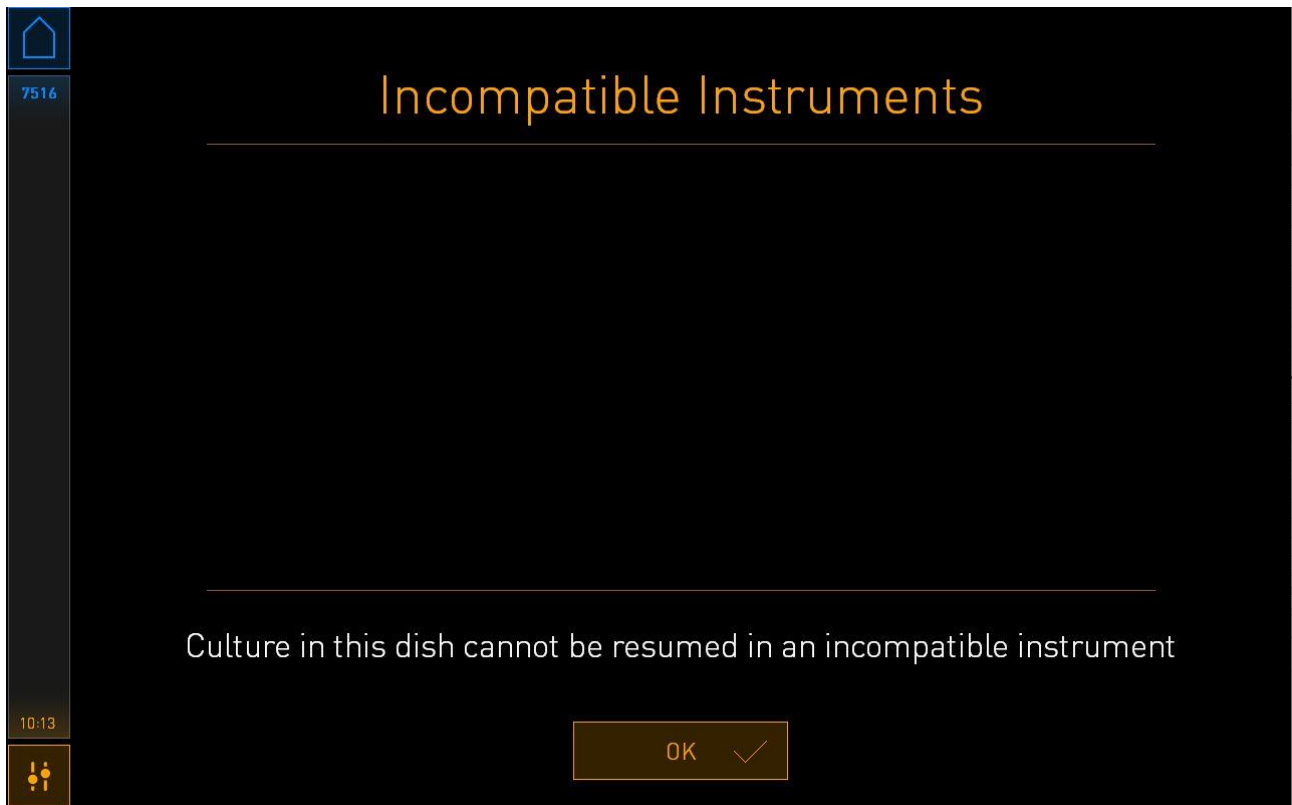 7516
Incompatible Instruments
Culture in this dish cannot be resumed in an incompatible instrument
10:13
OK